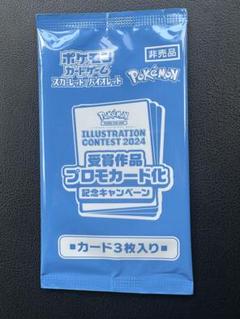 ポケモン
カードゲーム
スカーレット&バイオレット
非売品
Pokémon
Pokémon
ILLUSTRATION
CONTEST 2024
受賞作品
プロモカード化
記念キャンペーン
■カード3枚入り■